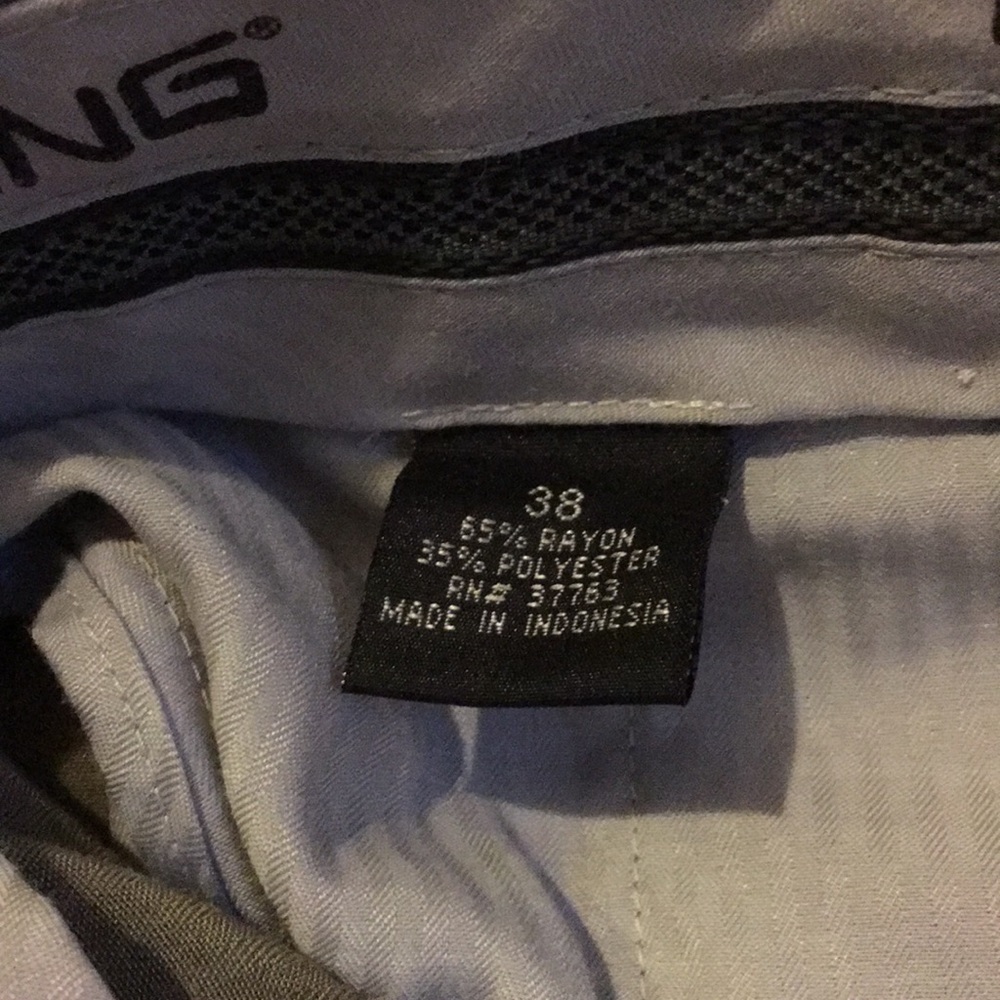 NG®
38
65% RAYON
35% POLYESTER
RN# 37763
MADE IN INDONESIA